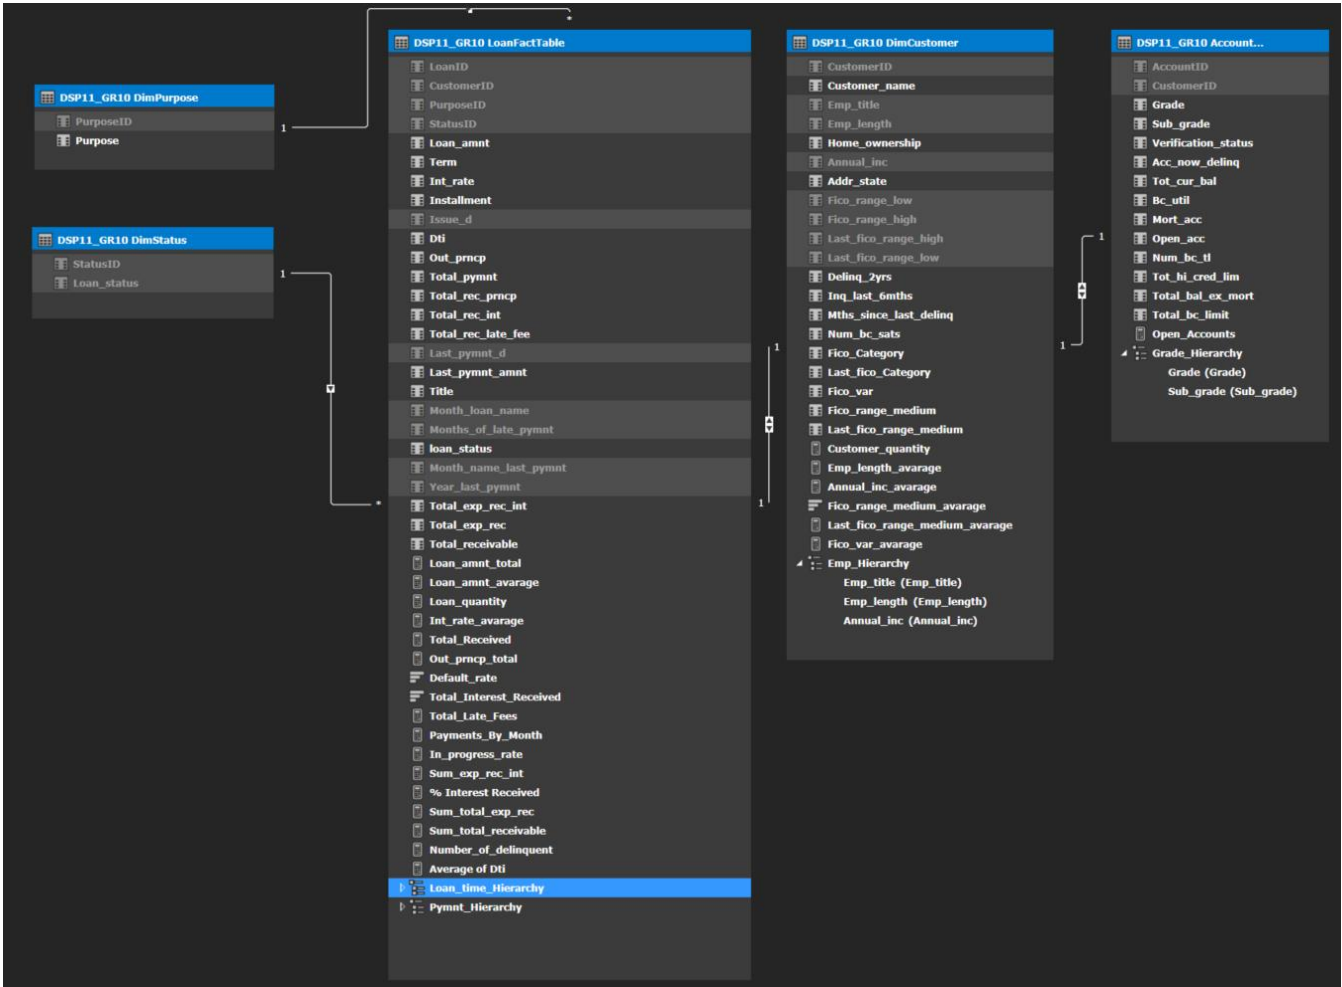 DSP11_GR10 DimPurpose
PurposeID
Purpose
1
*
DSP11_GR10 DimStatus
StatusID
Loan_status
1
*
DSP11_GR10 LoanFactTable
LoanID
CustomerID
PurposeID
StatusID
Loan_amnt
Term
Int_rate
Installment
Issue_d
Dti
Out_prncp
Total_pymnt
Total_rec_prncp
Total_rec_int
Total_rec_late_fee
Last_pymnt_d
Last_pymnt_amnt
Title
Month_loan_name
Months_of_late_pymnt
loan_status
Month_name_last_pymnt
Year_last_pymnt
Total_exp_rec_int
Total_exp_rec
Total_receivable
Loan_amnt_total
Loan_amnt_avarage
Loan_quantity
Int_rate_avarage
Total_Received
Out_prncp_total
Default_rate
Total_Interest_Received
Total_Late_Fees
Payments_By_Month
In_progress_rate
Sum_exp_rec_int
% Interest Received
Sum_total_exp_rec
Sum_total_receivable
Number_of_delinquent
Average of Dti
Loan_time_Hierarchy
Pymnt_Hierarchy
1
1
DSP11_GR10 DimCustomer
CustomerID
Customer_name
Emp_title
Emp_length
Home_ownership
Annual_inc
Addr_state
Fico_range_low
Fico_range_high
Last_fico_range_high
Last_fico_range_low
Delinq_2yrs
Inq_last_6mths
Mths_since_last_delinq
Num_bc_sats
Fico_Category
Last_fico_Category
Fico_var
Fico_range_medium
Last_fico_range_medium
Customer_quantity
Emp_length_avarage
Annual_inc_avarage
Fico_range_medium_avarage
Last_fico_range_medium_avarage
Fico_var_avarage
Emp_Hierarchy
Emp_title (Emp_title)
Emp_length (Emp_length)
Annual_inc (Annual_inc)
1
1
DSP11_GR10 Account...
AccountID
CustomerID
Grade
Sub_grade
Verification_status
Acc_now_delinq
Tot_cur_bal
Bc_util
Mort_acc
Open_acc
Num_bc_tl
Tot_hi_cred_lim
Total_bal_ex_mort
Total_bc_limit
Open_Accounts
Grade_Hierarchy
Grade (Grade)
Sub_grade (Sub_grade)